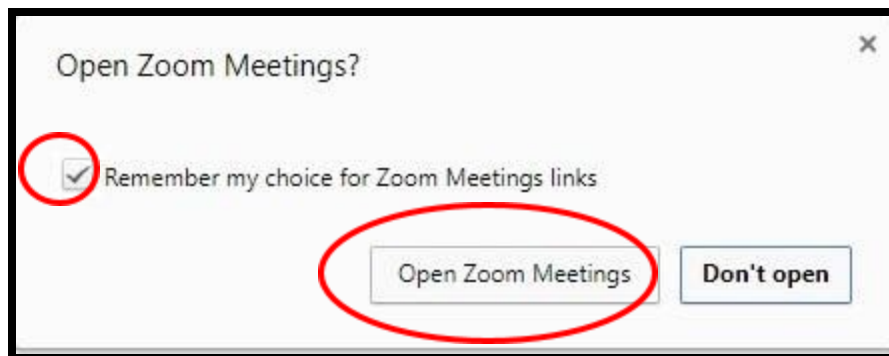 Open Zoom Meetings?
Remember my choice for Zoom Meetings links
Open Zoom Meetings Don't open